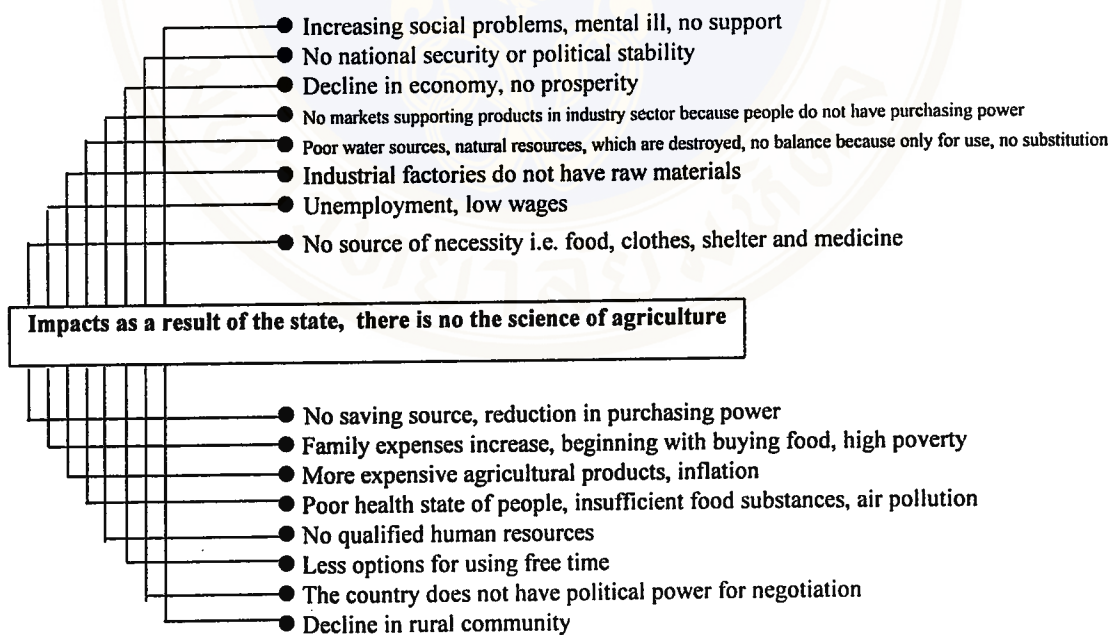 Increasing social problems, mental ill, no support
No national security or political stability
Decline in economy, no prosperity
No markets supporting products in industry sector because people do not have purchasing power
Poor water sources, natural resources, which are destroyed, no balance because only for use, no substitution
Industrial factories do not have raw materials
Unemployment, low wages
No source of necessity i.e. food, clothes, shelter and medicine
Impacts as a result of the state, there is no the science of agriculture
No saving source, reduction in purchasing power
Family expenses increase, beginning with buying food, high poverty
More expensive agricultural products, inflation
Poor health state of people, insufficient food substances, air pollution
No qualified human resources
Less options for using free time
The country does not have political power for negotiation
Decline in rural community